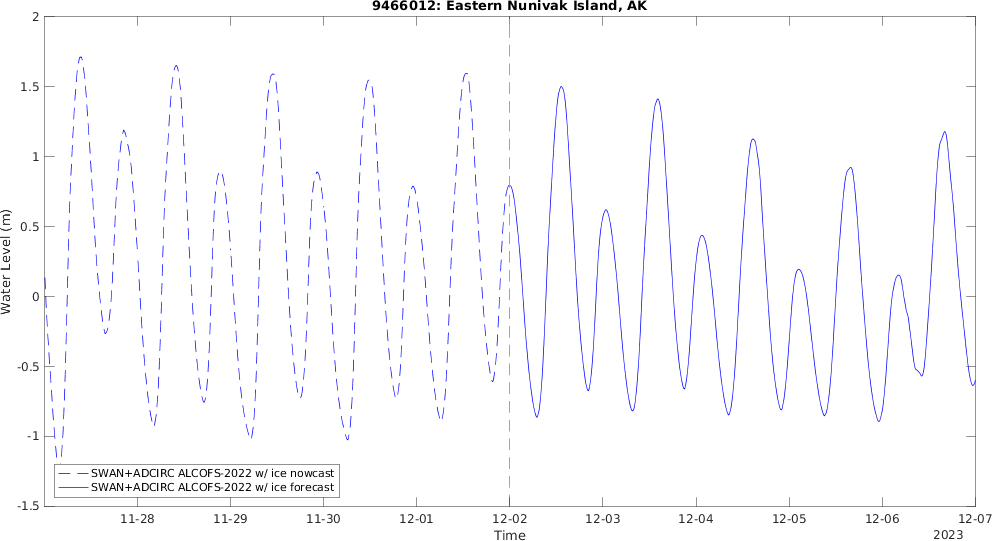 9466012: Eastern Nunivak Island, AK
2
1.5
1
0.5
0
-0.5
-1
-1.5
Water Level (m)
SWAN+ADCIRC ALCOFS-2022 w/ ice nowcast
SWAN+ADCIRC ALCOFS-2022 w/ ice forecast
11-28 11-29 11-30 12-01 12-02 12-03 12-04 12-05 12-06 12-07
Time
2023